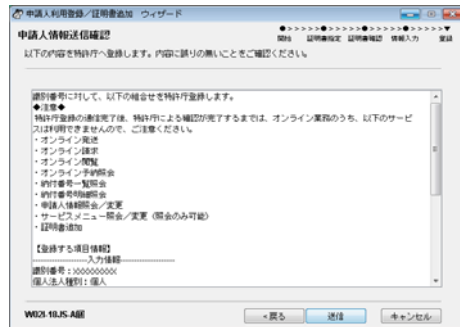 申請人利用登録／証明書追加 ウィザード
申請人情報送信確認
●>>>>>●>>>>>●>>>>>●>>>>>▼
開始 証明書指定 証明書確認 情報入力 登録
以下の内容を特許庁へ登録します。内容に誤りの無いことをご確認ください。
識別番号に対して、以下の組合せを特許庁登録します。
◆注意◆
特許庁登録の通信完了後、特許庁による確認が完了するまでは、オンライン業務のうち、以下のサービ
スは利用できませんので、ご注意ください。
・オンライン発送
・オンライン請求
・オンライン閲覧
・オンライン予納照会
・納付番号一覧照会
・納付番号明細照会
・申請人情報照会／変更
・サービスメニュー照会／変更（照会のみ可能）
・証明書追加
【登録する項目情報】
--------------------入力情報--------------------
識別番号：XXXXXXXXX
個人法人種別：個人
<戻る 送信 キャンセル